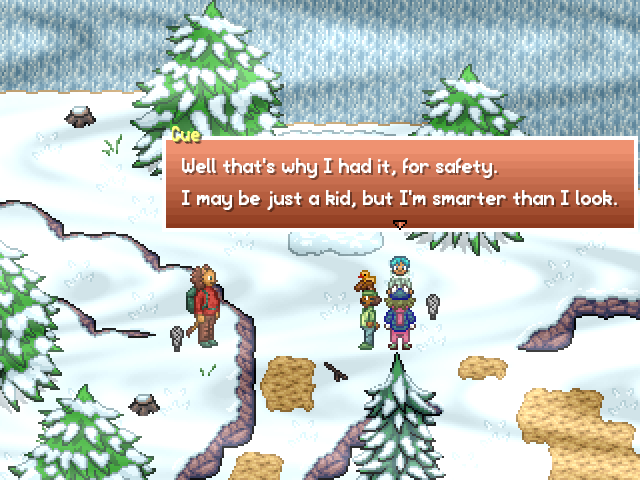 Cue
Well that's why I had it, for safety.
I may be just a kid, but I'm smarter than I look.